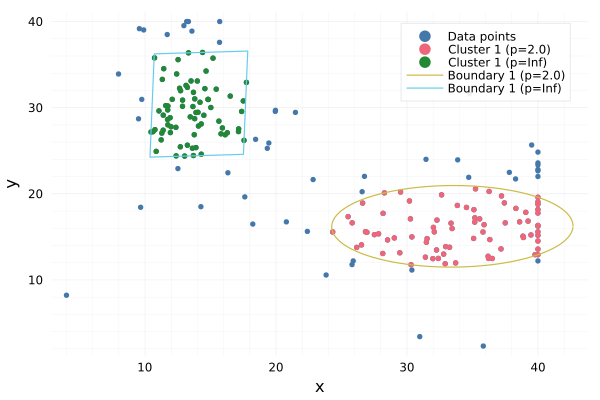 40
30
20
10
y
10
20
30
40
x
Data points
Cluster 1 (p=2.0)
Cluster 1 (p=Inf)
Boundary 1 (p=2.0)
Boundary 1 (p=Inf)